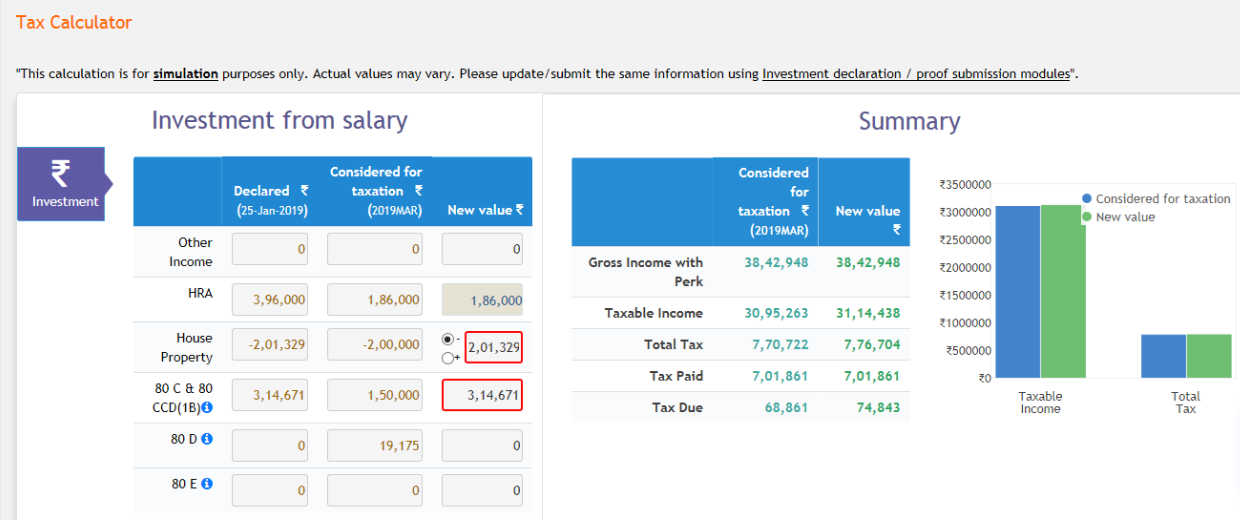 Tax Calculator
"This calculation is for simulation purposes only. Actual values may vary. Please update/submit the same information using Investment declaration / proof submission modules".
Investment from salary
₹
Investment
Declared ₹
(25-Jan-2019)
Considered for
taxation ₹
(2019MAR)
New value ₹
Other
Income
0
0
0
HRA
3,96,000
1,86,000
1,86,000
House
Property
-2,01,329
-2,00,000
-
+
2,01,329
80 C & 80
CCD(1B)
3,14,671
1,50,000
3,14,671
80 D
0
19,175
0
80 E
0
0
0
Summary
Considered
for
taxation ₹
(2019MAR)
New value
₹
Gross Income with
Perk
38,42,948
38,42,948
Taxable Income
30,95,263
31,14,438
Total Tax
7,70,722
7,76,704
Tax Paid
7,01,861
7,01,861
Tax Due
68,861
74,843
₹3500000
₹3000000
₹2500000
₹2000000
₹1500000
₹1000000
₹500000
₹0
Considered for taxation
New value
Taxable
Income
Total
Tax